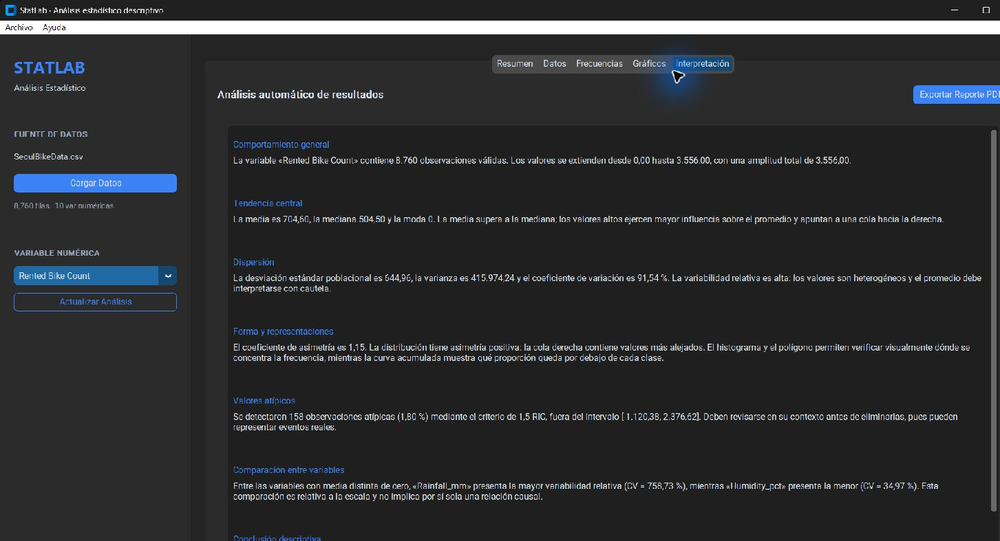 StatLab · Análisis estadístico descriptivo
Archivo Ayuda
STATLAB
Análisis Estadístico
FUENTE DE DATOS
SeoulBikeData.csv
Cargar Datos
8,760 filas · 10 var numéricas
VARIABLE NUMÉRICA
Rented Bike Count
Actualizar Análisis
Resumen Datos Frecuencias Gráficos Interpretación
Análisis automático de resultados
Exportar Reporte PDF
Comportamiento general
La variable «Rented Bike Count» contiene 8.760 observaciones válidas. Los valores se extienden desde 0,00 hasta 3.556,00, con una amplitud total de 3.556,00.
Tendencia central
La media es 704,60, la mediana 504,50 y la moda 0. La media supera a la mediana; los valores altos ejercen mayor influencia sobre el promedio y apuntan a una cola hacia la derecha.
Dispersión
La desviación estándar poblacional es 644,96, la varianza es 415.974,24 y el coeficiente de variación es 91,54 %. La variabilidad relativa es alta: los valores son heterogéneos y el promedio debe
interpretarse con cautela.
Forma y representaciones
El coeficiente de asimetría es 1,15. La distribución tiene asimetría positiva: la cola derecha contiene valores más alejados. El histograma y el polígono permiten verificar visualmente dónde se
concentra la frecuencia, mientras la curva acumulada muestra qué proporción queda por debajo de cada clase.
Valores atípicos
Se detectaron 158 observaciones atípicas (1,80 %) mediante el criterio de 1,5 RIC, fuera del intervalo [-1.120,38, 2.376,62]. Deben revisarse en su contexto antes de eliminarlas, pues pueden
representar eventos reales.
Comparación entre variables
Entre las variables con media distinta de cero, «Rainfall_mm» presenta la mayor variabilidad relativa (CV = 758,73 %), mientras «Humidity_pct» presenta la menor (CV = 34,97 %). Esta
comparación es relativa a la escala y no implica por sí sola una relación causal.
Conclusión descriptiva